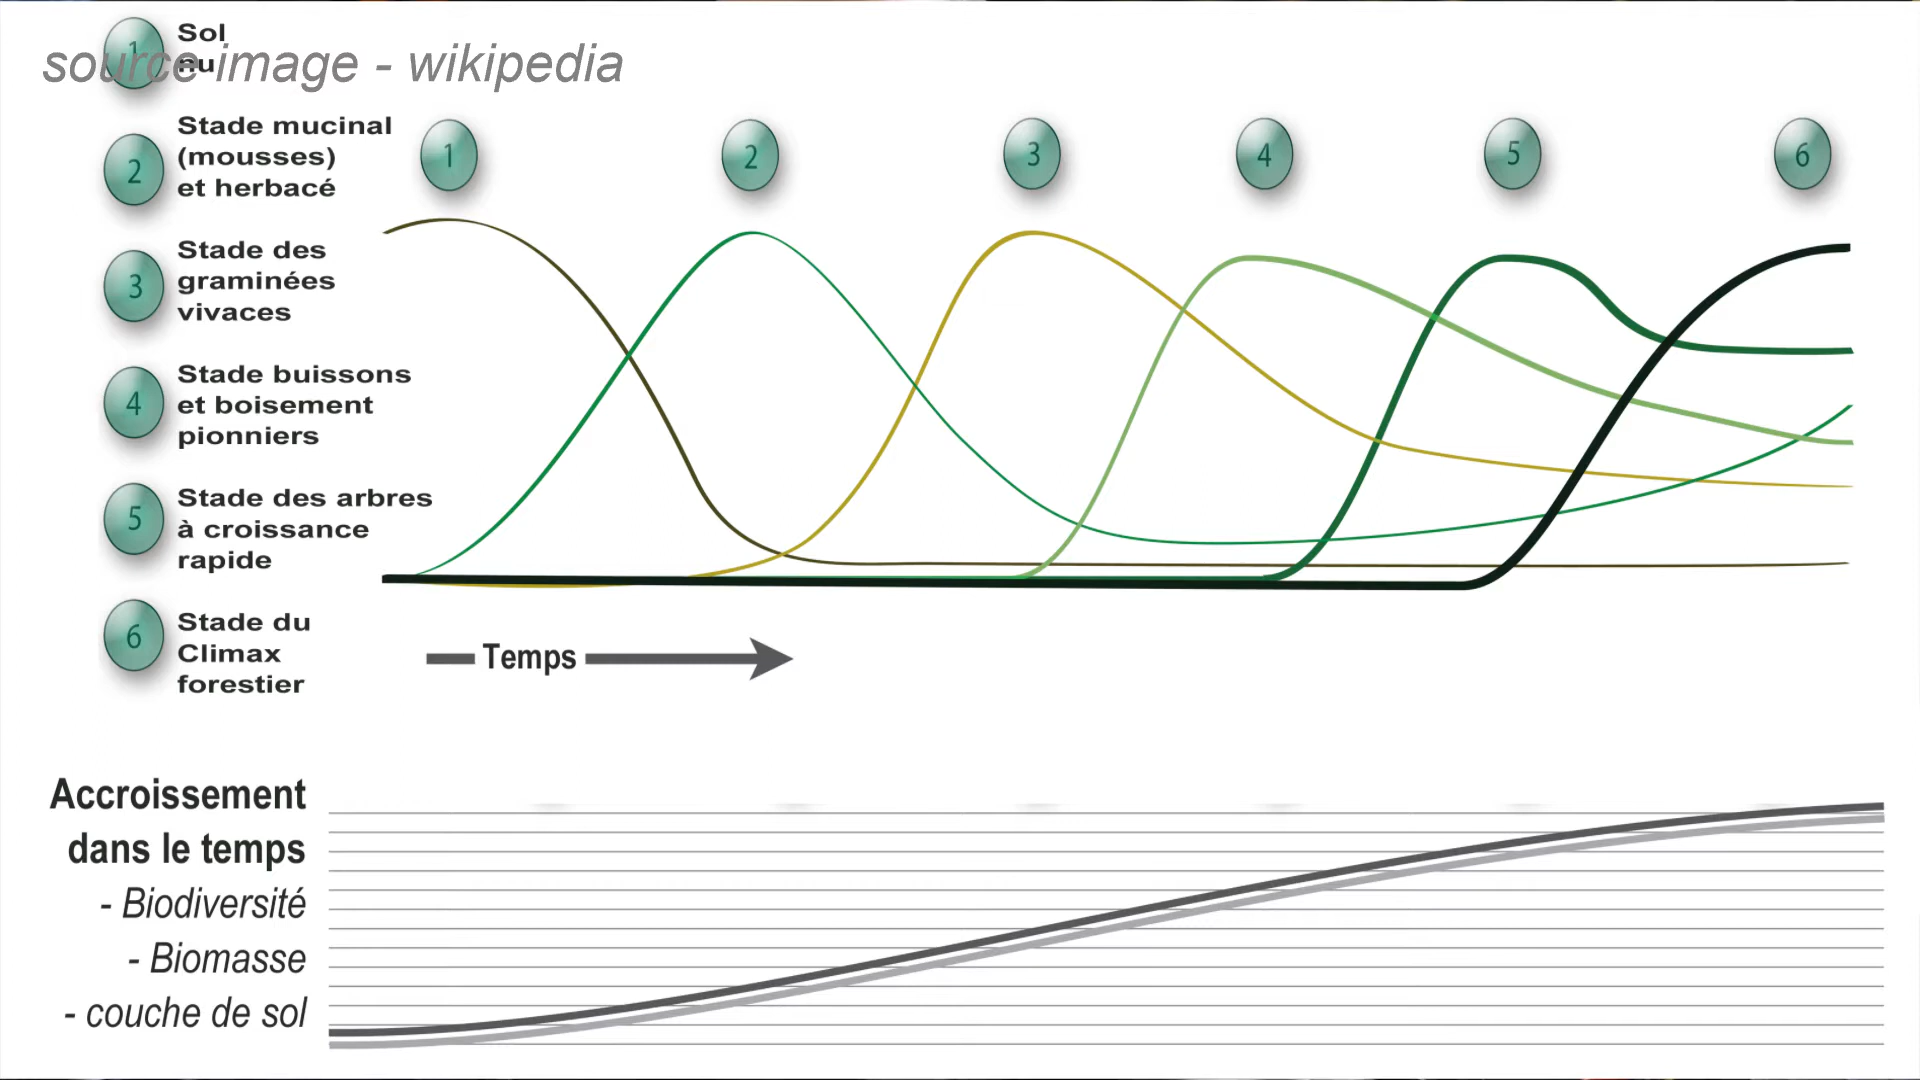 1
Sol
nu
source image - wikipedia
2
Stade mucinal
(mousses)
et herbacé
3
Stade des
graminées
vivaces
4
Stade buissons
et boisement
pionniers
5
Stade des arbres
à croissance
rapide
6
Stade du
Climax
forestier
1
2
3
4
5
6
Temps
Accroissement
dans le temps
- Biodiversité
- Biomasse
- couche de sol